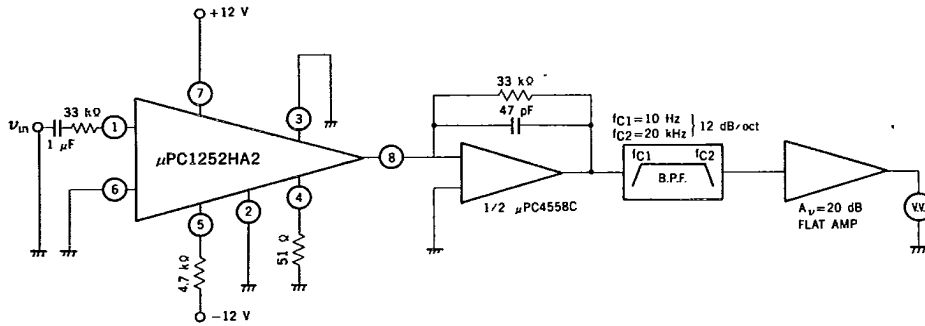 +12 V
7
3
33 kΩ
47 pF
33 kΩ
vin
1 μF
1
μPC1252HA2
8
6
5
2
4
4.7 kΩ
51 Ω
−12 V
1/2 μPC4558C
fC1=10 Hz
fC2=20 kHz
12 dB/oct
fC1 fC2
B.P.F.
Av=20 dB
FLAT AMP
V.V.